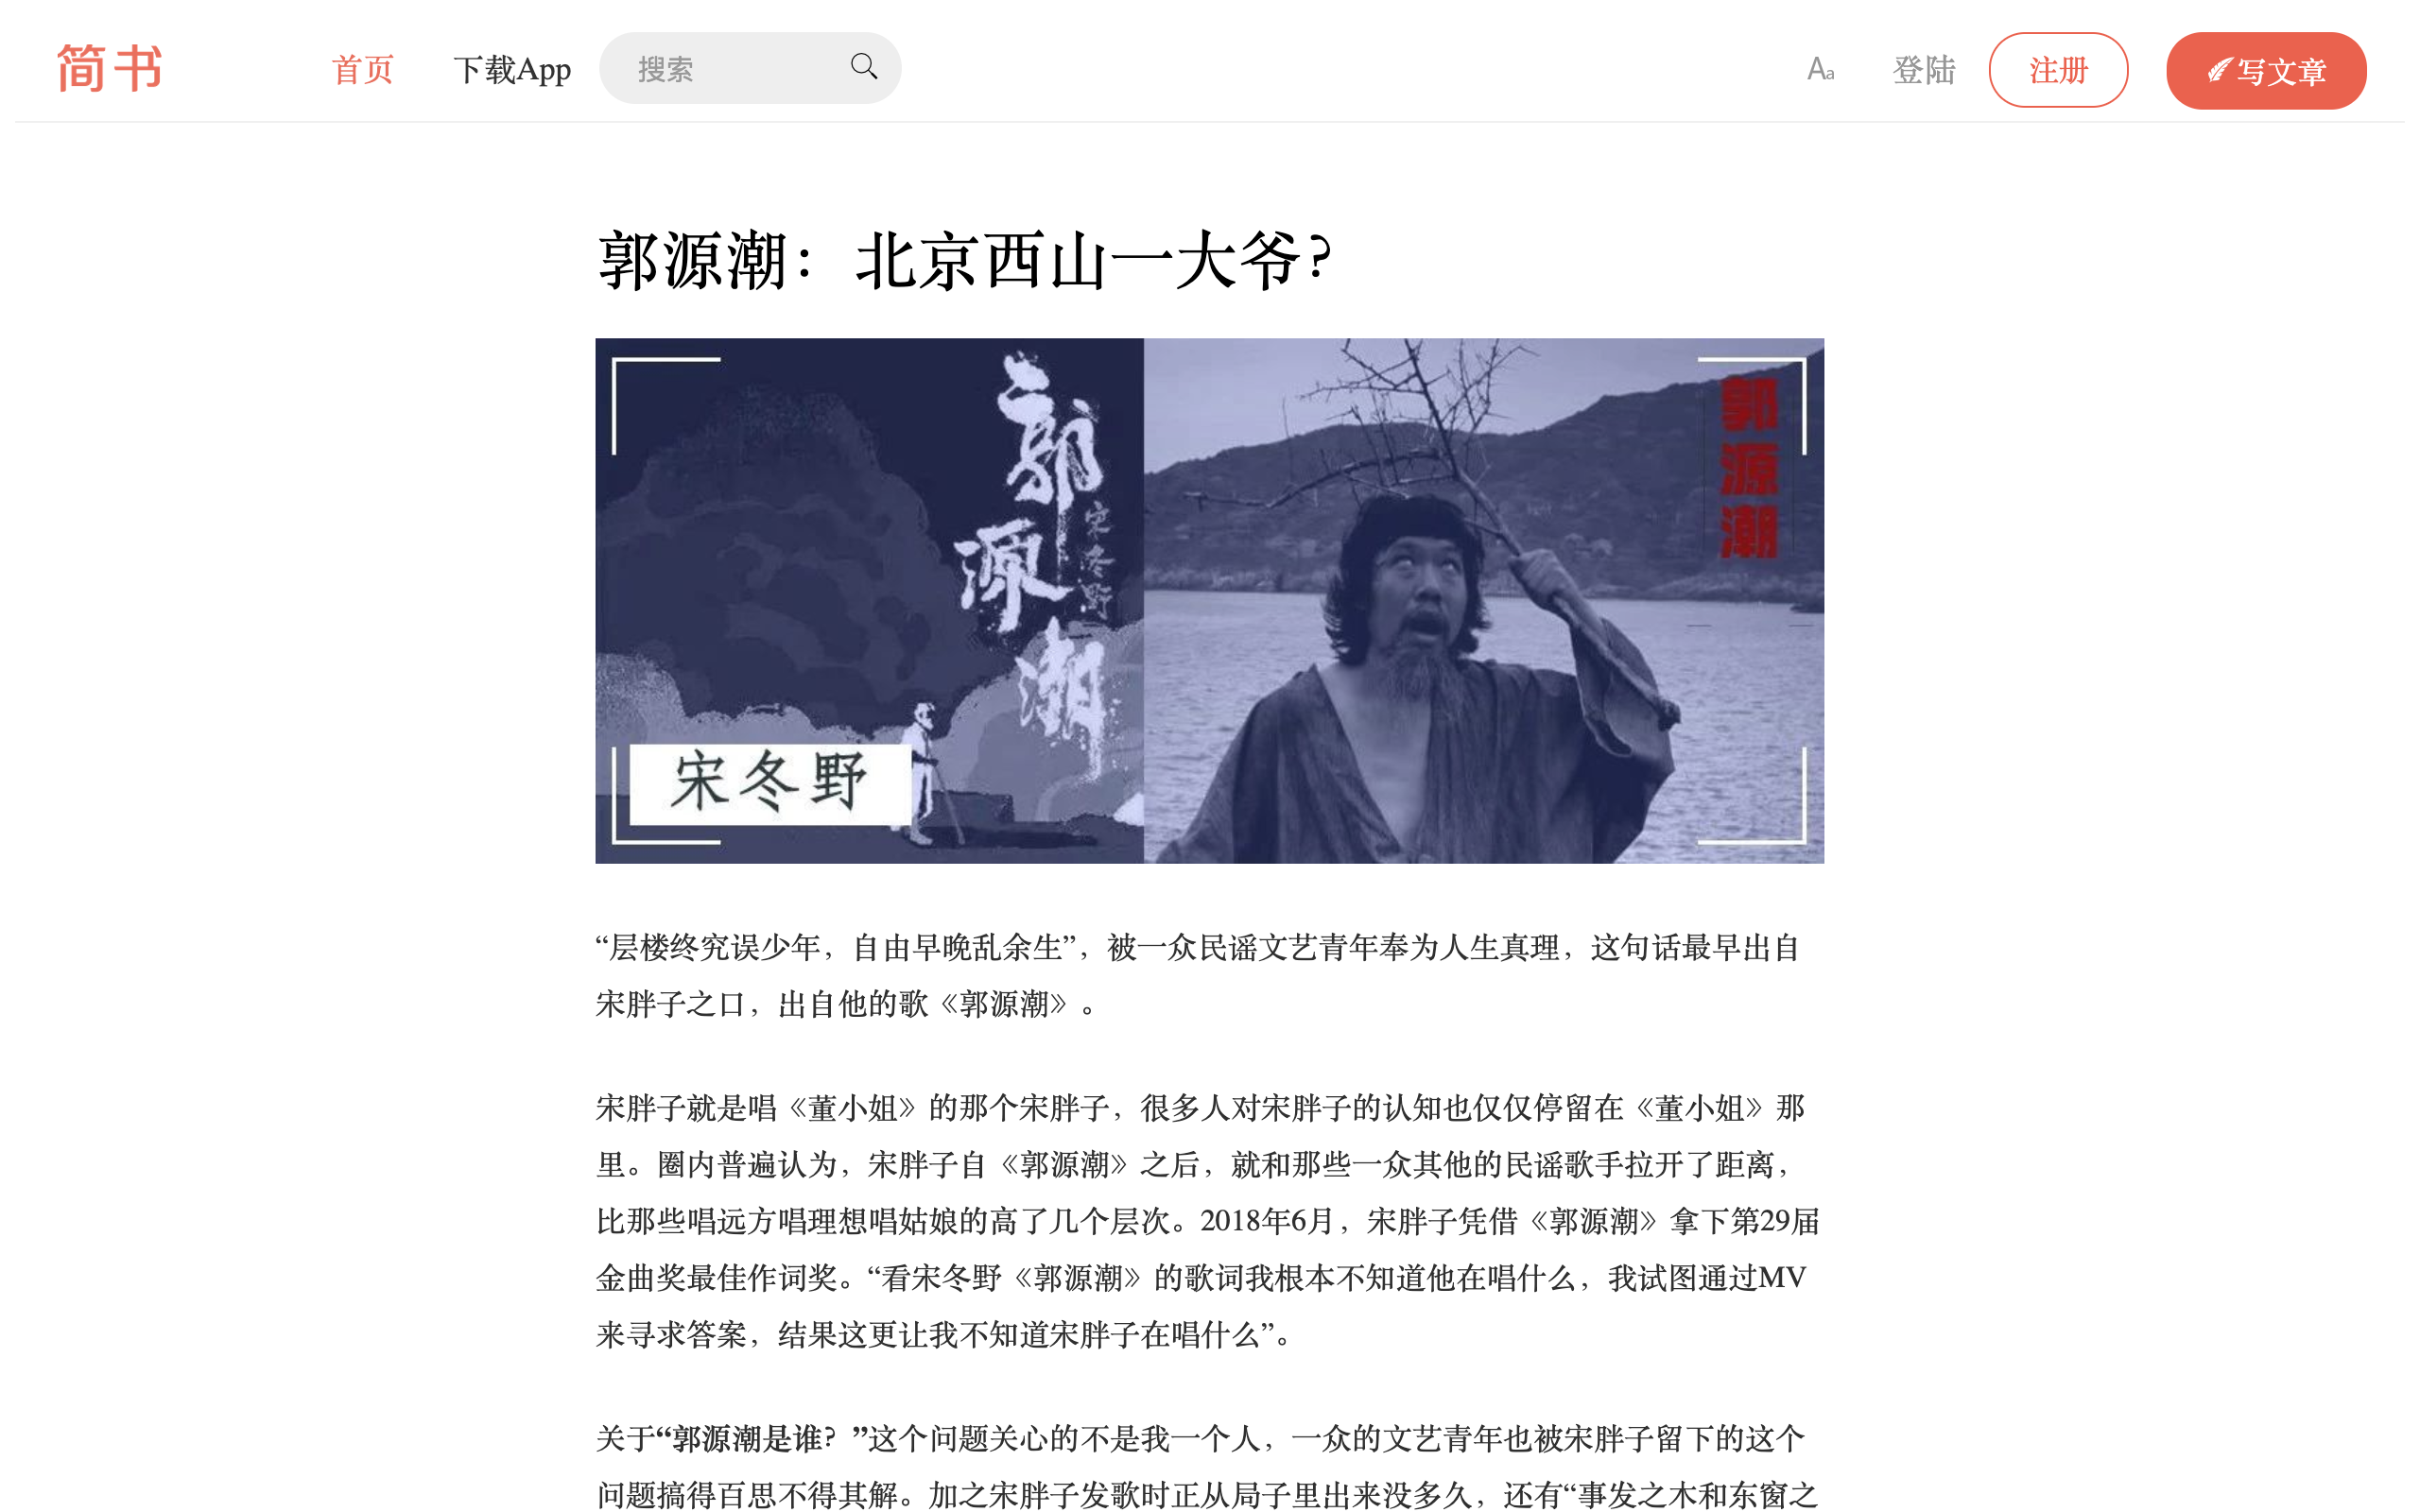 简书
首页
下载App
搜索
Aa
登陆
注册
写文章
郭源潮：北京西山一大爷？
郭源潮
宋冬野
宋冬野
郭源潮
“层楼终究误少年，自由早晚乱余生”，被一众民谣文艺青年奉为人生真理，这句话最早出自
宋胖子之口，出自他的歌《郭源潮》。
宋胖子就是唱《董小姐》的那个宋胖子，很多人对宋胖子的认知也仅仅停留在《董小姐》那
里。圈内普遍认为，宋胖子自《郭源潮》之后，就和那些一众其他的民谣歌手拉开了距离，
比那些唱远方唱理想唱姑娘的高了几个层次。2018年6月，宋胖子凭借《郭源潮》拿下第29届
金曲奖最佳作词奖。“看宋冬野《郭源潮》的歌词我根本不知道他在唱什么，我试图通过MV
来寻求答案，结果这更让我不知道宋胖子在唱什么”。
关于“郭源潮是谁？”这个问题关心的不是我一个人，一众的文艺青年也被宋胖子留下的这个
问题搞得百思不得其解。加之宋胖子发歌时正从局子里出来没多久，还有“事发之木和东窗之